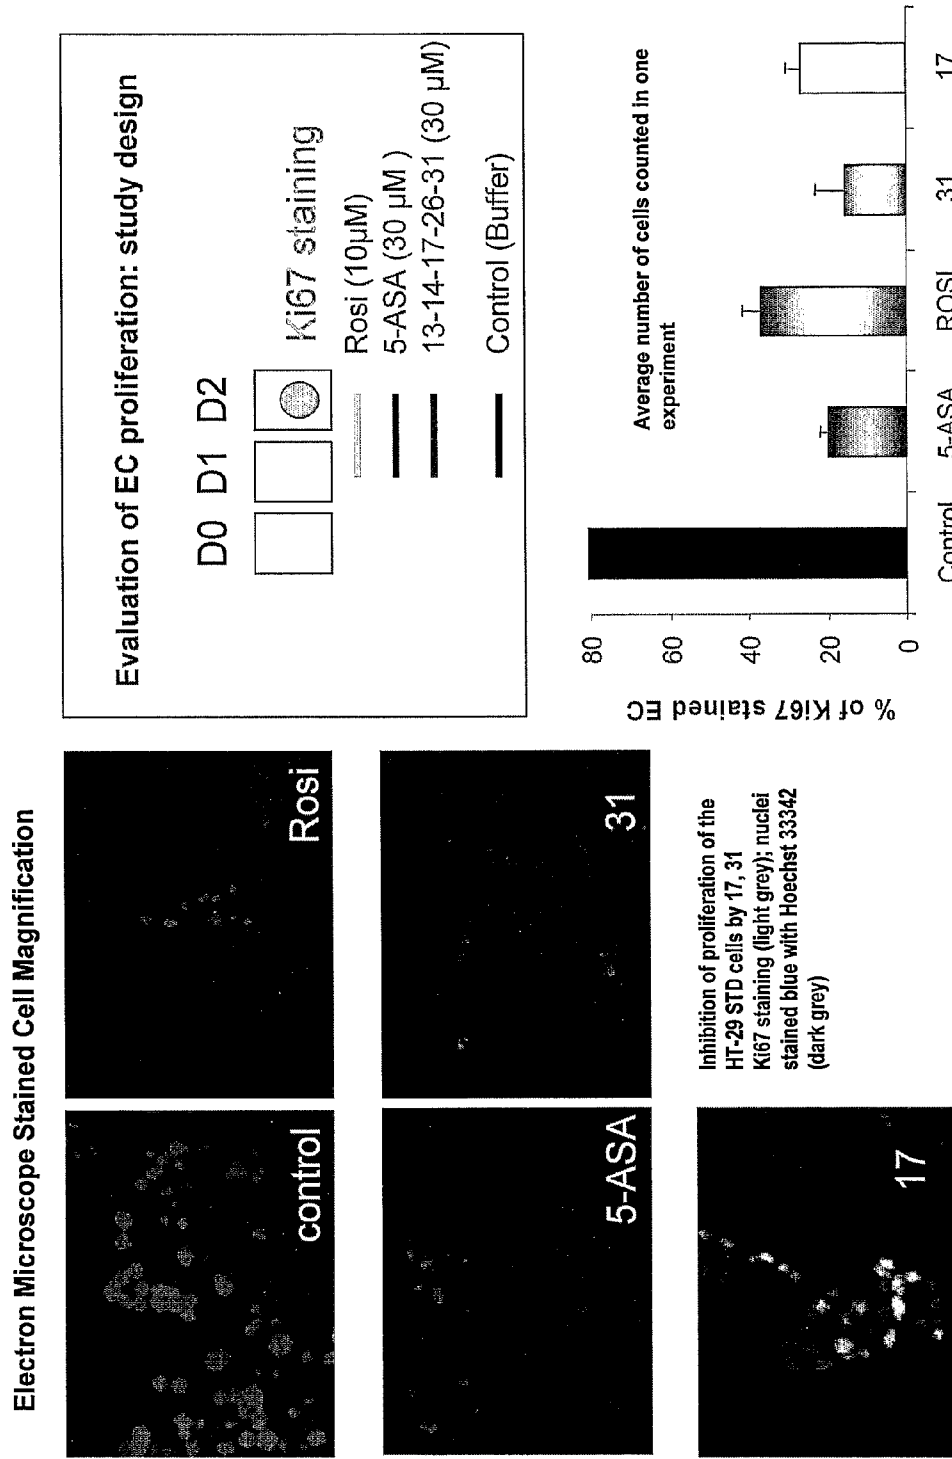 Electron Microscope Stained Cell Magnification
control
Rosi
5-ASA
31
17
Inhibition of proliferation of the
HT-29 STD cells by 17, 31
Ki67 staining (light grey); nuclei
stained blue with Hoechst 33342
(dark grey)
Evaluation of EC proliferation: study design
D0 D1 D2
Ki67 staining
Rosi (10µM)
5-ASA (30 µM )
13-14-17-26-31 (30 µM)
Control (Buffer)
Average number of cells counted in one
experiment
% of Ki67 stained EC
80
60
40
20
0
Control
5-ASA
ROSI
31
17